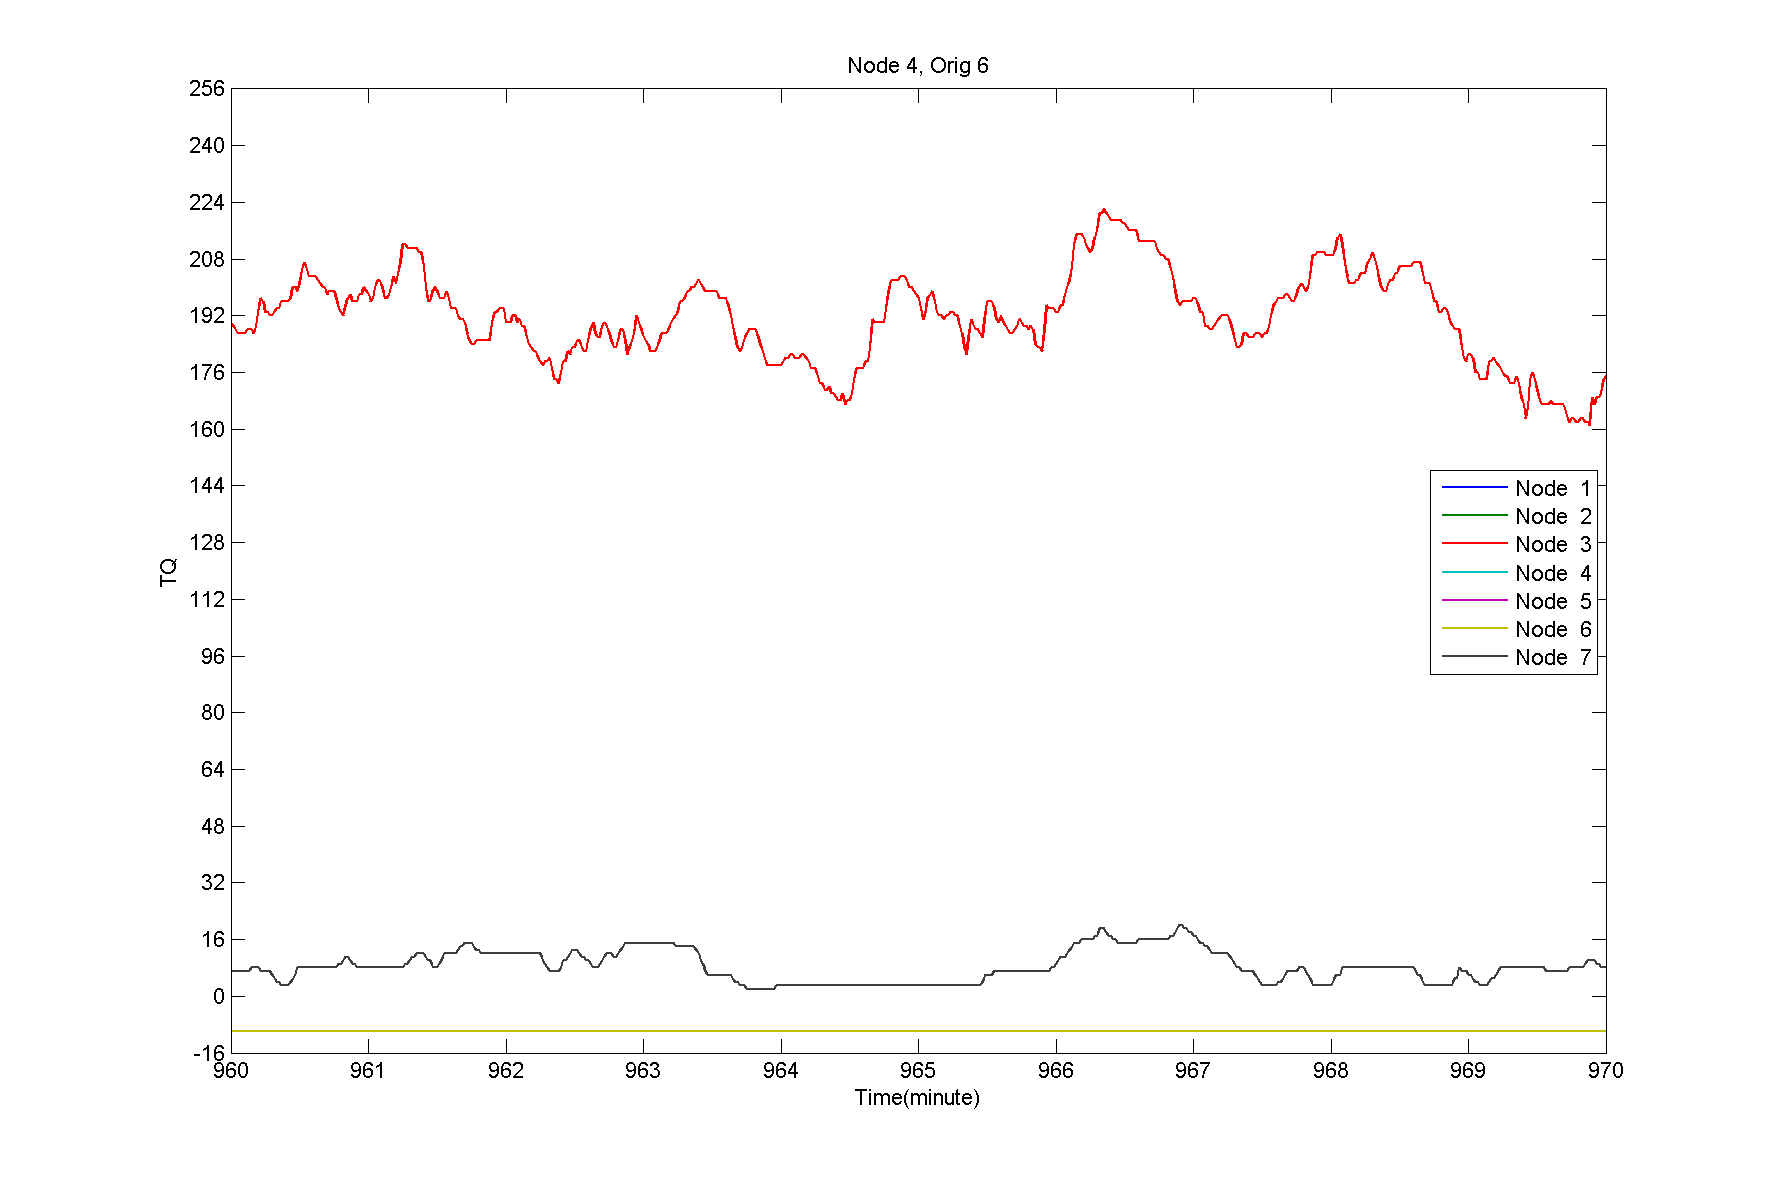 Node 4, Orig 6
256
240
224
208
192
176
160
144
128
112
96
80
64
48
32
16
0
-16
TQ
Node 1
Node 2
Node 3
Node 4
Node 5
Node 6
Node 7
960 961 962 963 964 965 966 967 968 969 970
Time(minute)